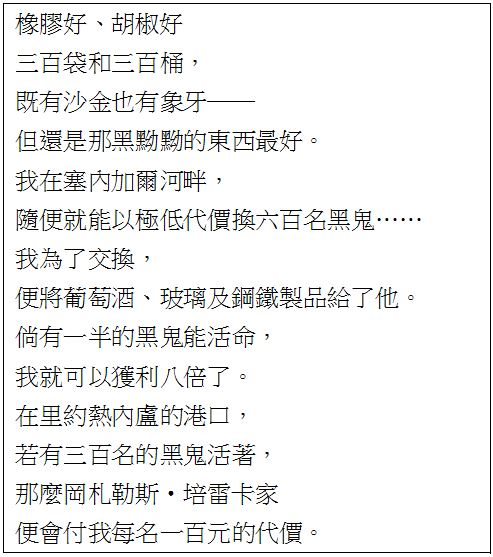 橡膠好、胡椒好
三百袋和三百桶，
既有沙金也有象牙——
但還是那黑黝黝的東西最好。
我在塞內加爾河畔，
隨便就能以極低代價換六百名黑鬼……
我為了交換，
便將葡萄酒、玻璃及鋼鐵製品給了他。
倘有一半的黑鬼能活命，
我就可以獲利八倍了。
在里約熱內盧的港口，
若有三百名的黑鬼活著，
那麼岡札勒斯・培雷卡家
便會付我每名一百元的代價。